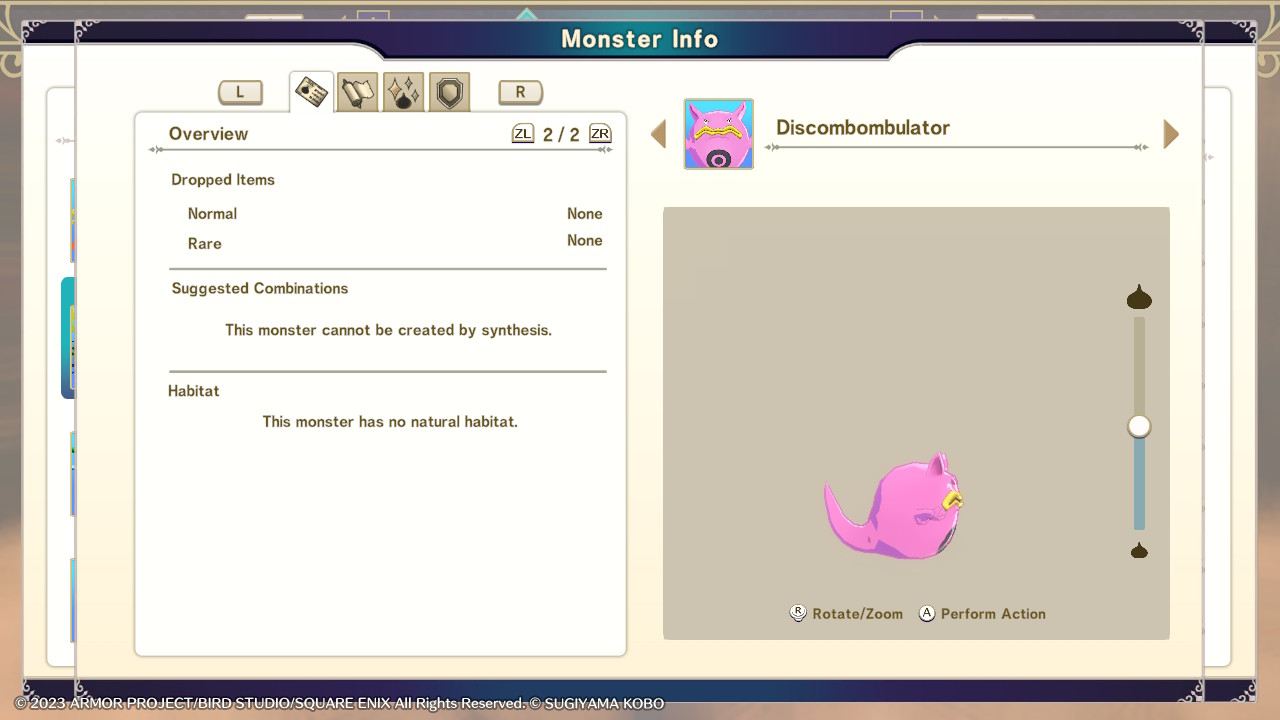 Monster Info
L
R
Overview
ZL 2 / 2 ZR
Dropped Items
Normal None
Rare None
Suggested Combinations
This monster cannot be created by synthesis.
Habitat
This monster has no natural habitat.
Discombombulator
R Rotate/Zoom A Perform Action
© 2023 ARMOR PROJECT/BIRD STUDIO/SQUARE ENIX All Rights Reserved. © SUGIYAMA KOBO